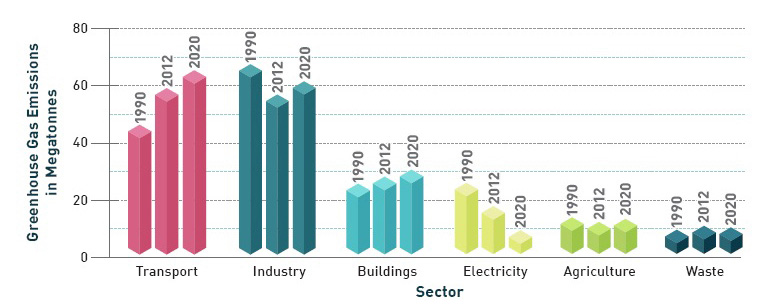 Greenhouse Gas Emissions
in Megatonnes
80
60
40
20
0
1990
2012
2020
1990
2012
2020
1990
2012
2020
1990
2012
2020
1990
2012
2020
1990
2012
2020
Transport
Industry
Buildings
Electricity
Agriculture
Waste
Sector